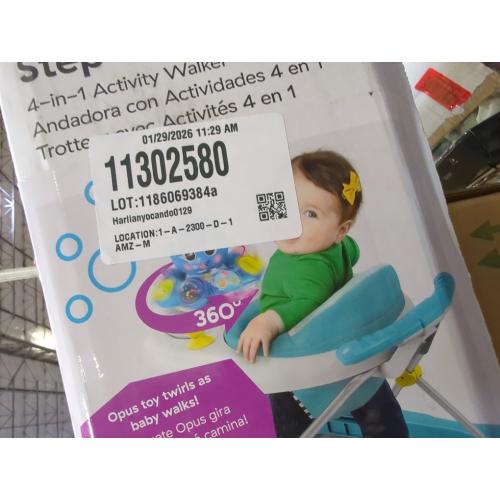 Step
4-in-1 Activity Walker
Andadora con Actividades 4 en 1
Activités 4 en 1
01/29/2026 11:29 AM
11302580
LOT:1186069384a
Harlianyocando0129
LOCATION:1-A-2300-D-1
AMZ-M
360°
Opus toy twirls as
baby walks!
Opus gira
camina!